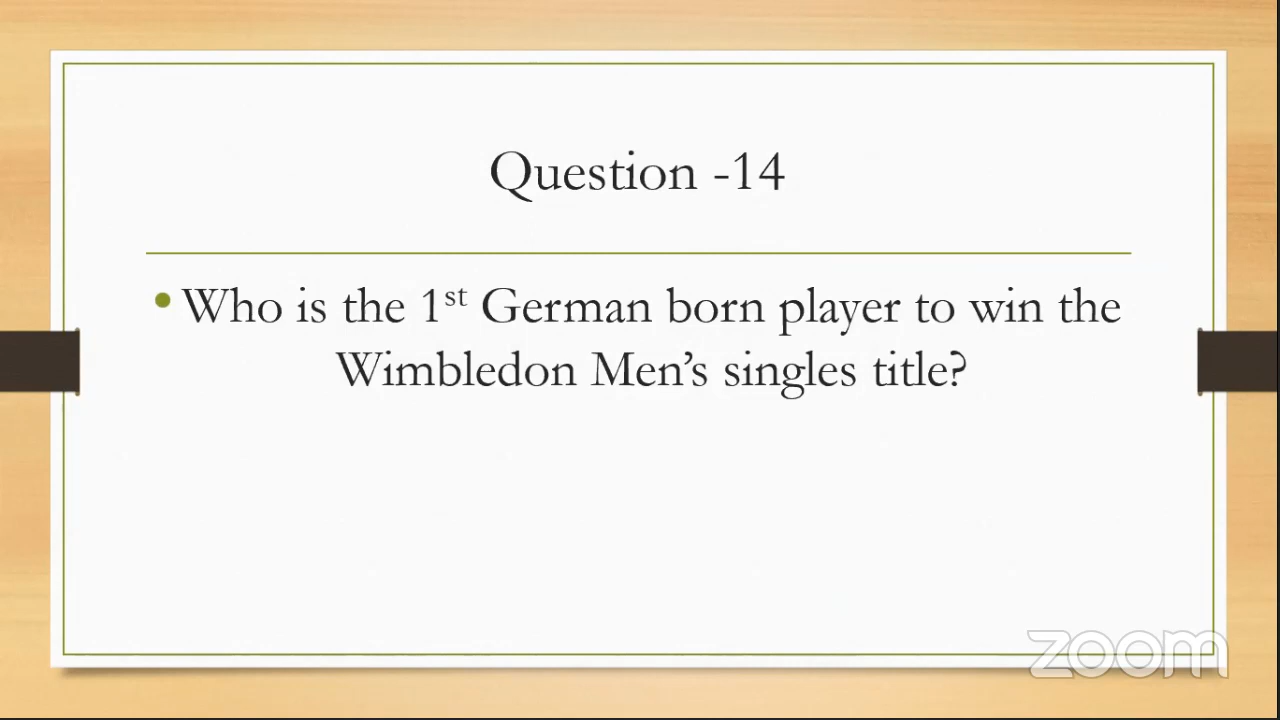 Question -14
• Who is the 1st German born player to win the
Wimbledon Men’s singles title?
zoom